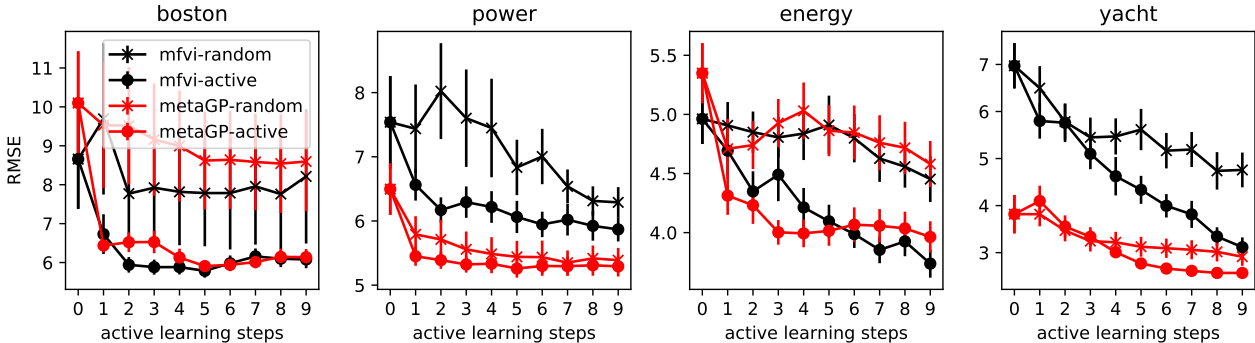 boston
power
energy
yacht
RMSE
11
10
9
8
7
6
mfvi-random
mfvi-active
metaGP-random
metaGP-active
0 1 2 3 4 5 6 7 8 9
active learning steps
8
7
6
5
0 1 2 3 4 5 6 7 8 9
active learning steps
5.5
5.0
4.5
4.0
0 1 2 3 4 5 6 7 8 9
active learning steps
7
6
5
4
3
0 1 2 3 4 5 6 7 8 9
active learning steps